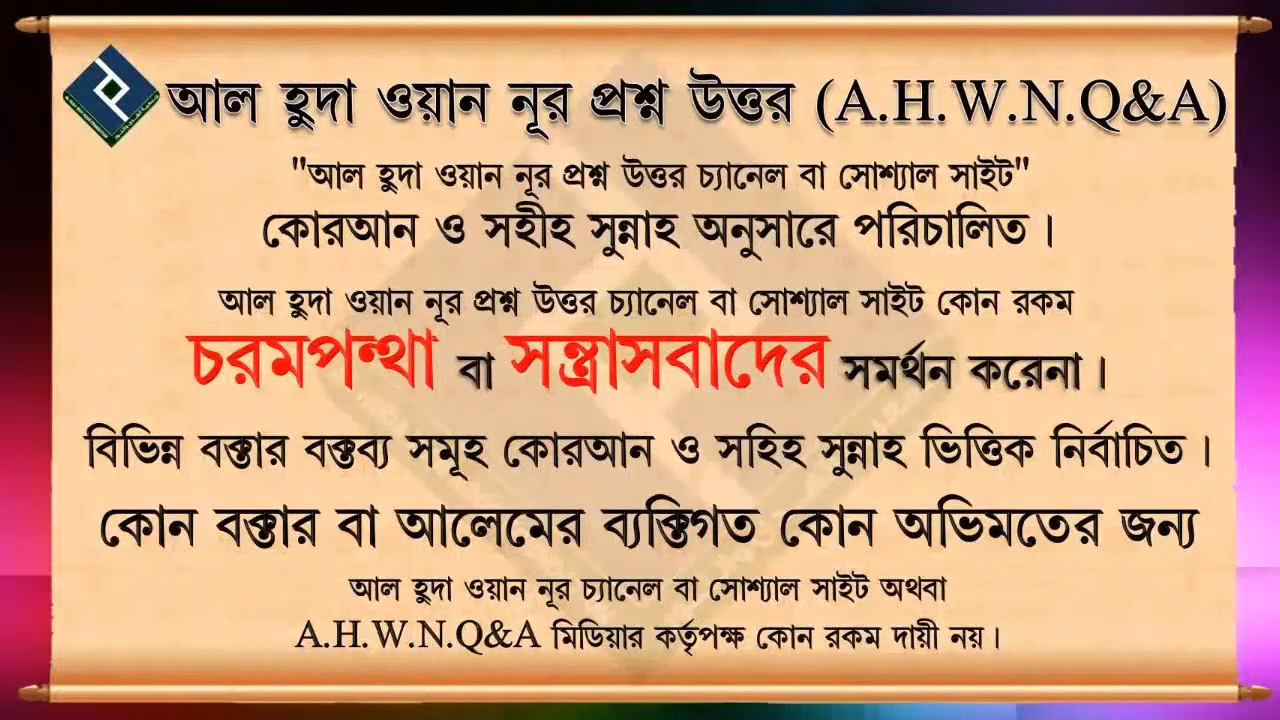 আল হুদা ওয়ান নূর প্রশ্ন উত্তর (A.H.W.N.Q&A)
"আল হুদা ওয়ান নূর প্রশ্ন উত্তর চ্যানেল বা সোশ্যাল সাইট"
কোরআন ও সহীহ সুন্নাহ অনুসারে পরিচালিত ।
আল হুদা ওয়ান নূর প্রশ্ন উত্তর চ্যানেল বা সোশ্যাল সাইট কোন রকম
চরমপন্থা বা সন্ত্রাসবাদের সমর্থন করেনা ।
বিভিন্ন বক্তার বক্তব্য সমূহ কোরআন ও সহিহ সুন্নাহ ভিত্তিক নির্বাচিত ।
কোন বক্তার বা আলেমের ব্যক্তিগত কোন অভিমতের জন্য
আল হুদা ওয়ান নূর চ্যানেল বা সোশ্যাল সাইট অথবা
A.H.W.N.Q&A মিডিয়ার কর্তৃপক্ষ কোন রকম দায়ী নয় ।